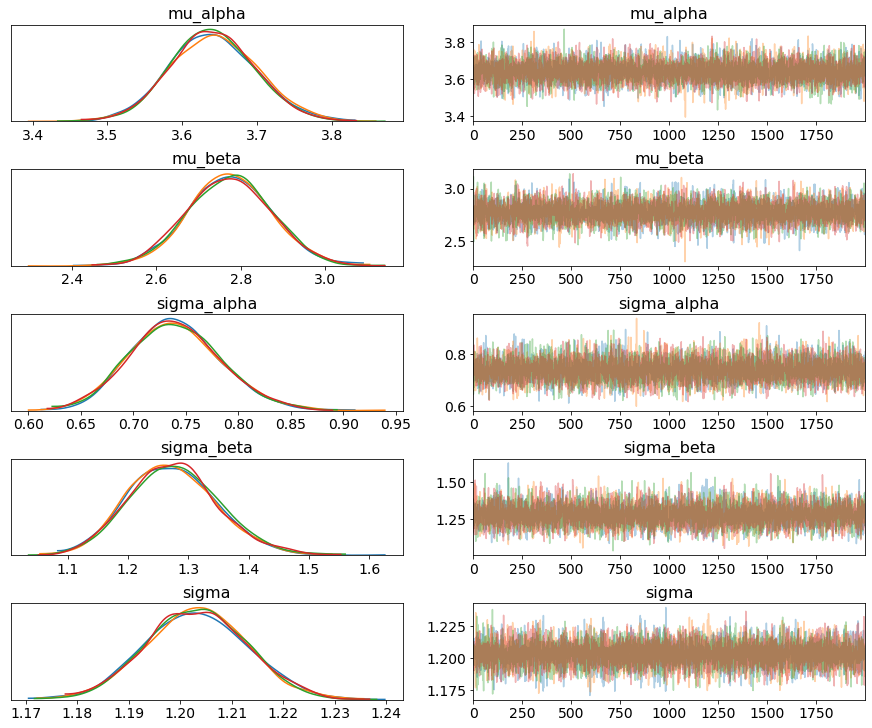 mu_alpha
3.4 3.5 3.6 3.7 3.8
mu_alpha
3.8
3.6
3.4
0 250 500 750 1000 1250 1500 1750
mu_beta
2.4 2.6 2.8 3.0
mu_beta
3.0
2.5
0 250 500 750 1000 1250 1500 1750
sigma_alpha
0.60 0.65 0.70 0.75 0.80 0.85 0.90 0.95
sigma_alpha
0.8
0.6
0 250 500 750 1000 1250 1500 1750
sigma_beta
1.1 1.2 1.3 1.4 1.5 1.6
sigma_beta
1.50
1.25
0 250 500 750 1000 1250 1500 1750
sigma
1.17 1.18 1.19 1.20 1.21 1.22 1.23 1.24
sigma
1.225
1.200
1.175
0 250 500 750 1000 1250 1500 1750